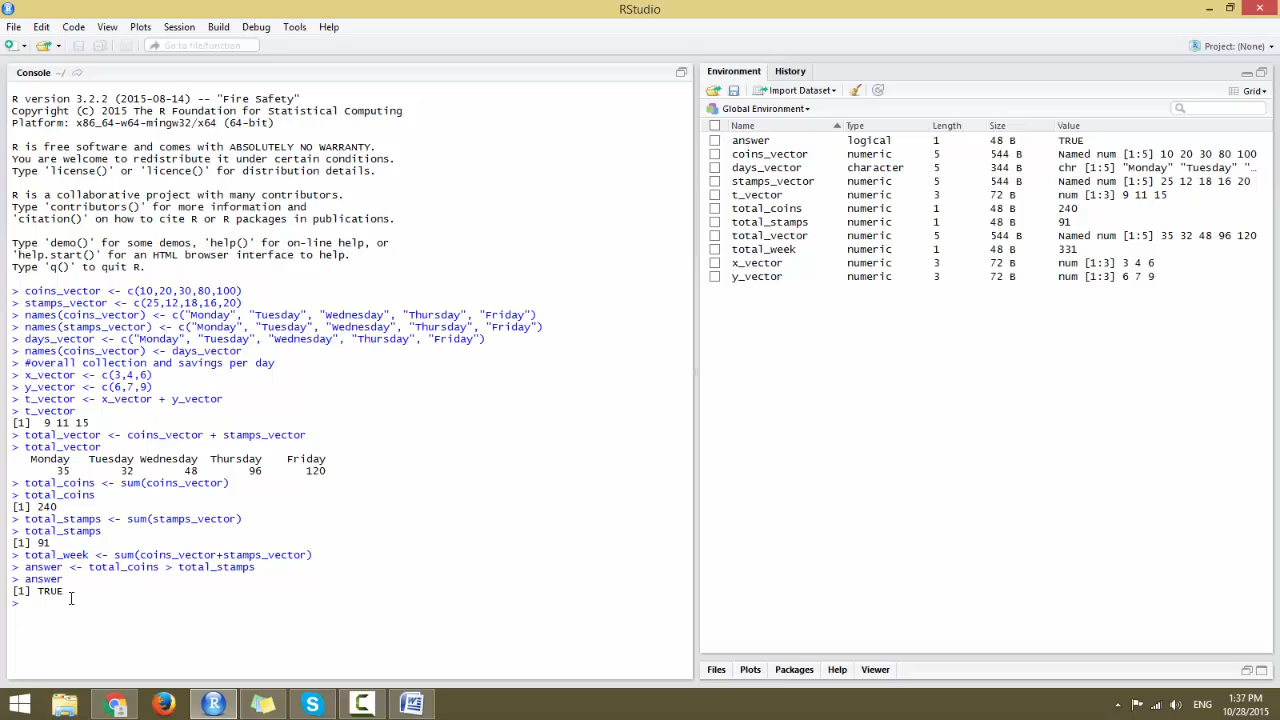 RStudio
File Edit Code View Plots Session Build Debug Tools Help
Go to file/function Project: (None)
Console ~/
R version 3.2.2 (2015-08-14) -- "Fire Safety"
Copyright (C) 2015 The R Foundation for Statistical Computing
Platform: x86_64-w64-mingw32/x64 (64-bit)
R is free software and comes with ABSOLUTELY NO WARRANTY.
You are welcome to redistribute it under certain conditions.
Type 'license()' or 'licence()' for distribution details.
R is a collaborative project with many contributors.
Type 'contributors()' for more information and
'citation()' on how to cite R or R packages in publications.
Type 'demo()' for some demos, 'help()' for on-line help, or
'help.start()' for an HTML browser interface to help.
Type 'q()' to quit R.
> coins_vector <- c(10,20,30,80,100)
> stamps_vector <- c(25,12,18,16,20)
> names(coins_vector) <- c("Monday", "Tuesday", "Wednesday", "Thursday", "Friday")
> names(stamps_vector) <- c("Monday", "Tuesday", "Wednesday", "Thursday", "Friday")
> days_vector <- c("Monday", "Tuesday", "Wednesday", "Thursday", "Friday")
> names(coins_vector) <- days_vector
> #overall collection and savings per day
> x_vector <- c(3,4,6)
> y_vector <- c(6,7,9)
> t_vector <- x_vector + y_vector
> t_vector
[1] 9 11 15
> total_vector <- coins_vector + stamps_vector
> total_vector
Monday Tuesday Wednesday Thursday Friday
35 32 48 96 120
> total_coins <- sum(coins_vector)
> total_coins
[1] 240
> total_stamps <- sum(stamps_vector)
> total_stamps
[1] 91
> total_week <- sum(coins_vector+stamps_vector)
> answer <- total_coins > total_stamps
> answer
[1] TRUE
>
Environment History
Import Dataset Grid
Global Environment
Name Type Length Size Value
answer logical 1 48 B TRUE
coins_vector numeric 5 544 B Named num [1:5] 10 20 30 80 100
days_vector character 5 344 B chr [1:5] "Monday" "Tuesday" "…
stamps_vector numeric 5 544 B Named num [1:5] 25 12 18 16 20
t_vector numeric 3 72 B num [1:3] 9 11 15
total_coins numeric 1 48 B 240
total_stamps numeric 1 48 B 91
total_vector numeric 5 544 B Named num [1:5] 35 32 48 96 120
total_week numeric 1 48 B 331
x_vector numeric 3 72 B num [1:3] 3 4 6
y_vector numeric 3 72 B num [1:3] 6 7 9
Files Plots Packages Help Viewer
ENG 1:37 PM
10/28/2015